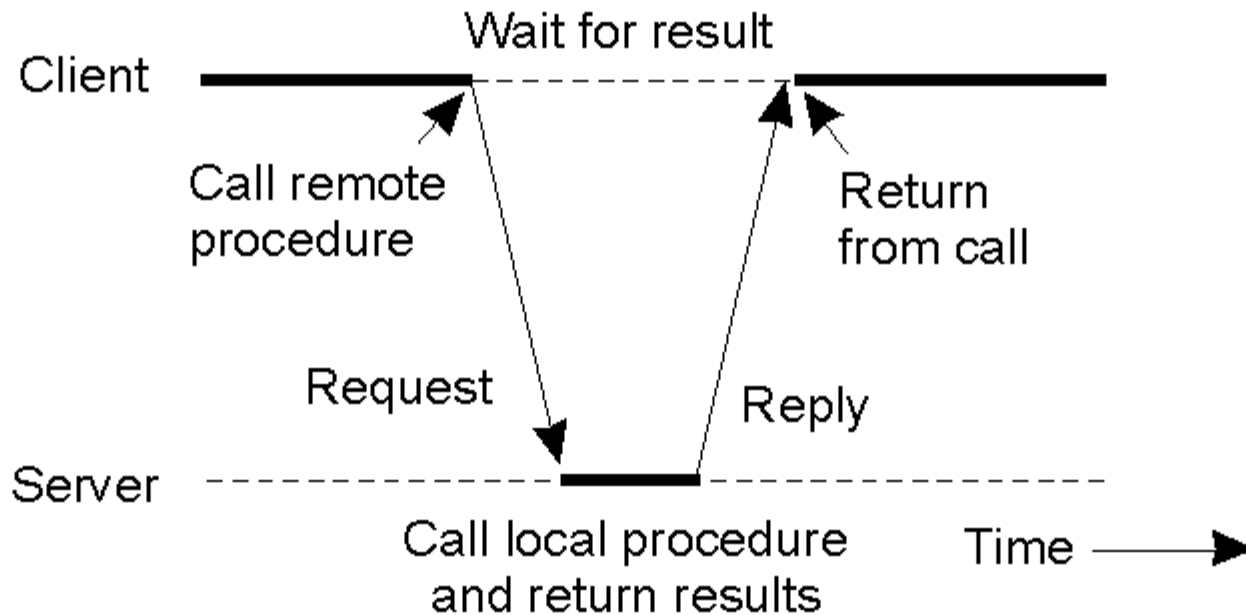 Wait for result
Client
Call remote
procedure
Return
from call
Request
Reply
Server
Call local procedure
and return results
Time